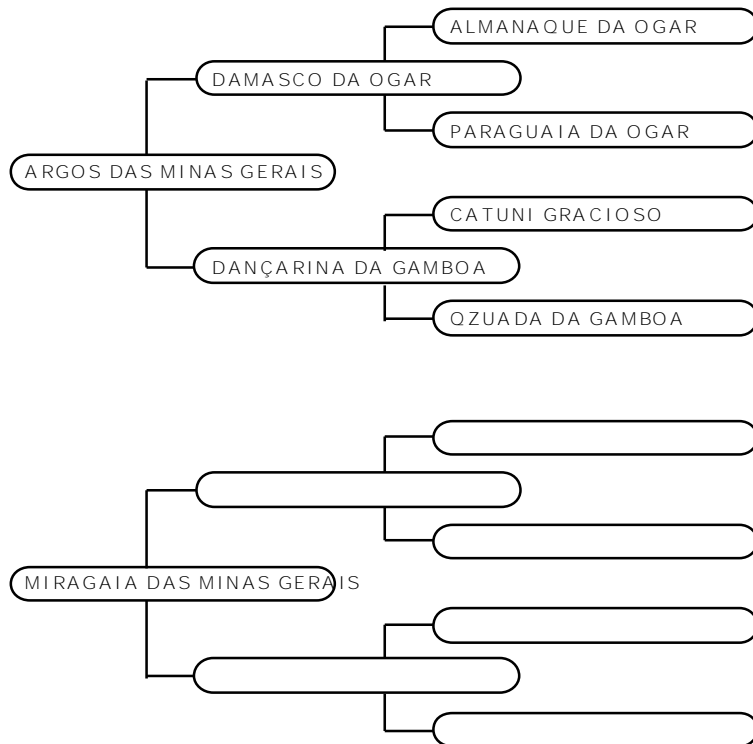 ALMANAQUE DA OGAR
DAMASCO DA OGAR
PARAGUAIA DA OGAR
ARGOS DAS MINAS GERAIS
CATUNI GRACIOSO
DANÇARINA DA GAMBOA
QZUADA DA GAMBOA
MIRAGAIA DAS MINAS GERAIS